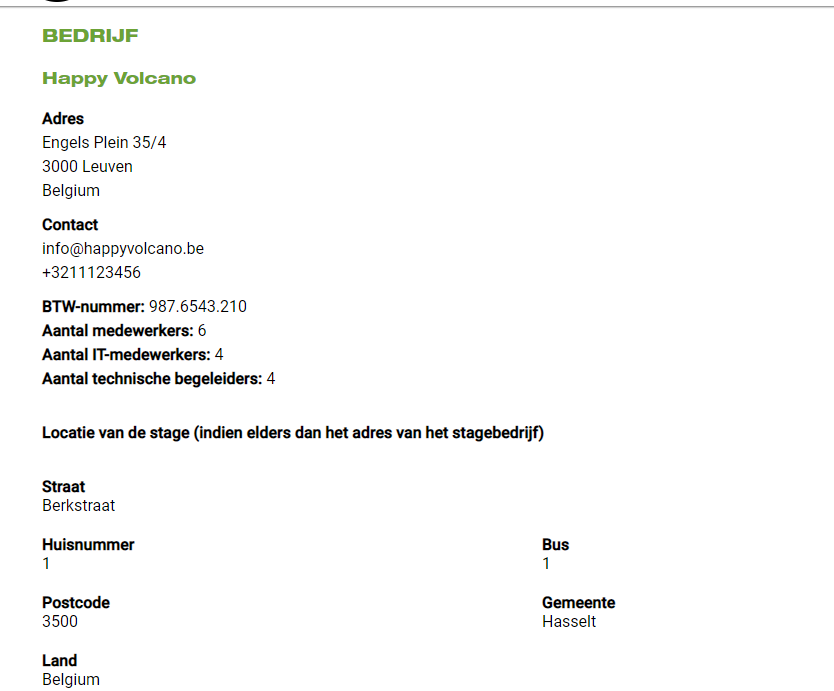 BEDRIJF
Happy Volcano
Adres
Engels Plein 35/4
3000 Leuven
Belgium
Contact
info@happyvolcano.be
+3211123456
BTW-nummer: 987.6543.210
Aantal medewerkers: 6
Aantal IT-medewerkers: 4
Aantal technische begeleiders: 4
Locatie van de stage (indien elders dan het adres van het stagebedrijf)
Straat
Berkstraat
Huisnummer Bus
1 1
Postcode Gemeente
3500 Hasselt
Land
Belgium